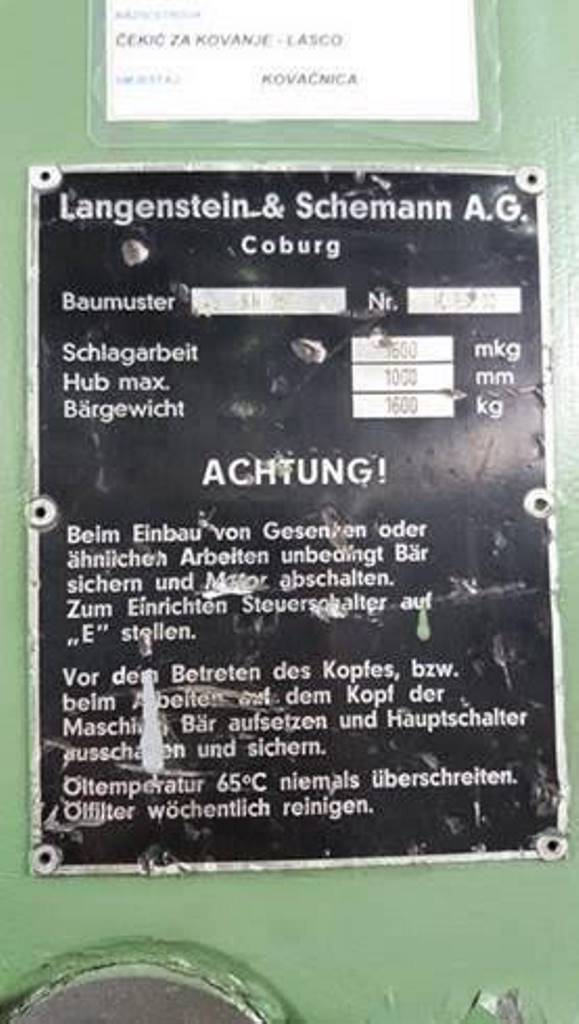 ČEKIĆ ZA KOVANJE - LASCO
KOVAČNICA
Langenstein & Schemann A.G.
Coburg
Baumuster Nr.
Schlagarbeit 1600 mkg
Hub max. 1000 mm
Bärgewicht 1600 kg
ACHTUNG!
Beim Einbau von Gesenken oder
ähnlichen Arbeiten unbedingt Bär
sichern und Motor abschalten.
Zum Einrichten Steuerschalter auf
„E" stellen.
Vor dem Betreten des Kopfes, bzw.
beim Arbeiten auf dem Kopf der
Maschine Bär aufsetzen und Hauptschalter
ausschalten und sichern.
Öltemperatur 65°C niemals überschreiten.
Ölfilter wöchentlich reinigen.